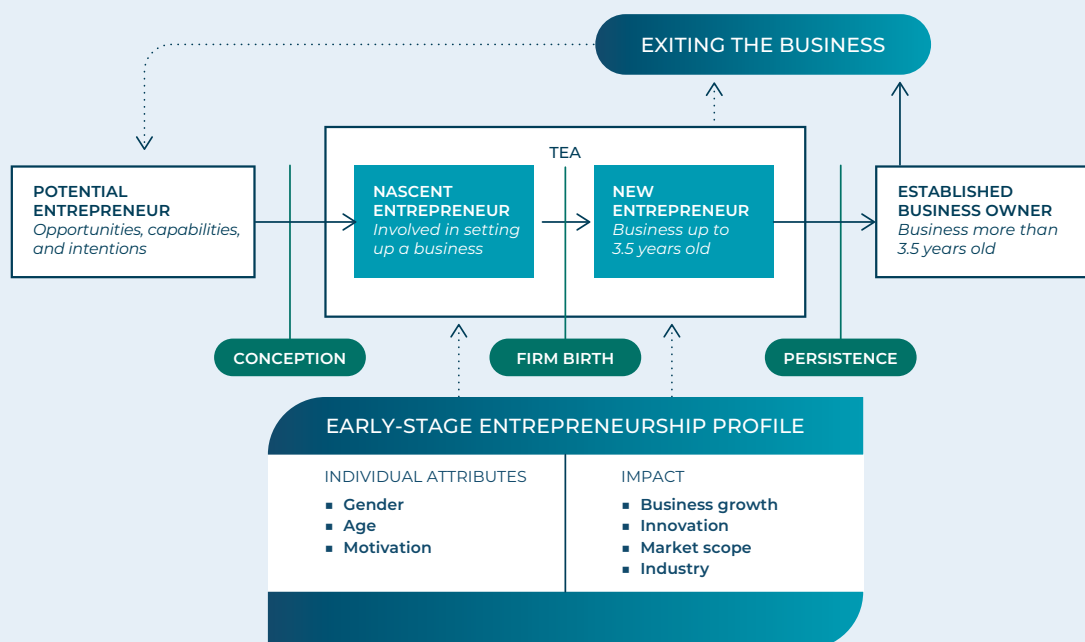 EXITING THE BUSINESS
TEA
POTENTIAL
ENTREPRENEUR
Opportunities, capabilities,
and intentions
NASCENT
ENTREPRENEUR
Involved in setting
up a business
NEW
ENTREPRENEUR
Business up to
3.5 years old
ESTABLISHED
BUSINESS OWNER
Business more than
3.5 years old
CONCEPTION
FIRM BIRTH
PERSISTENCE
EARLY-STAGE ENTREPRENEURSHIP PROFILE
INDIVIDUAL ATTRIBUTES
▪ Gender
▪ Age
▪ Motivation
IMPACT
▪ Business growth
▪ Innovation
▪ Market scope
▪ Industry